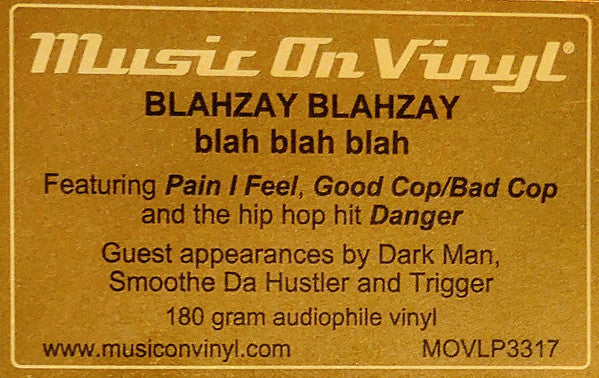 Music On Vinyl®
BLAHZAY BLAHZAY
blah blah blah
Featuring Pain I Feel, Good Cop/Bad Cop
and the hip hop hit Danger
Guest appearances by Dark Man,
Smoothe Da Hustler and Trigger
180 gram audiophile vinyl
www.musiconvinyl.com MOVLP3317